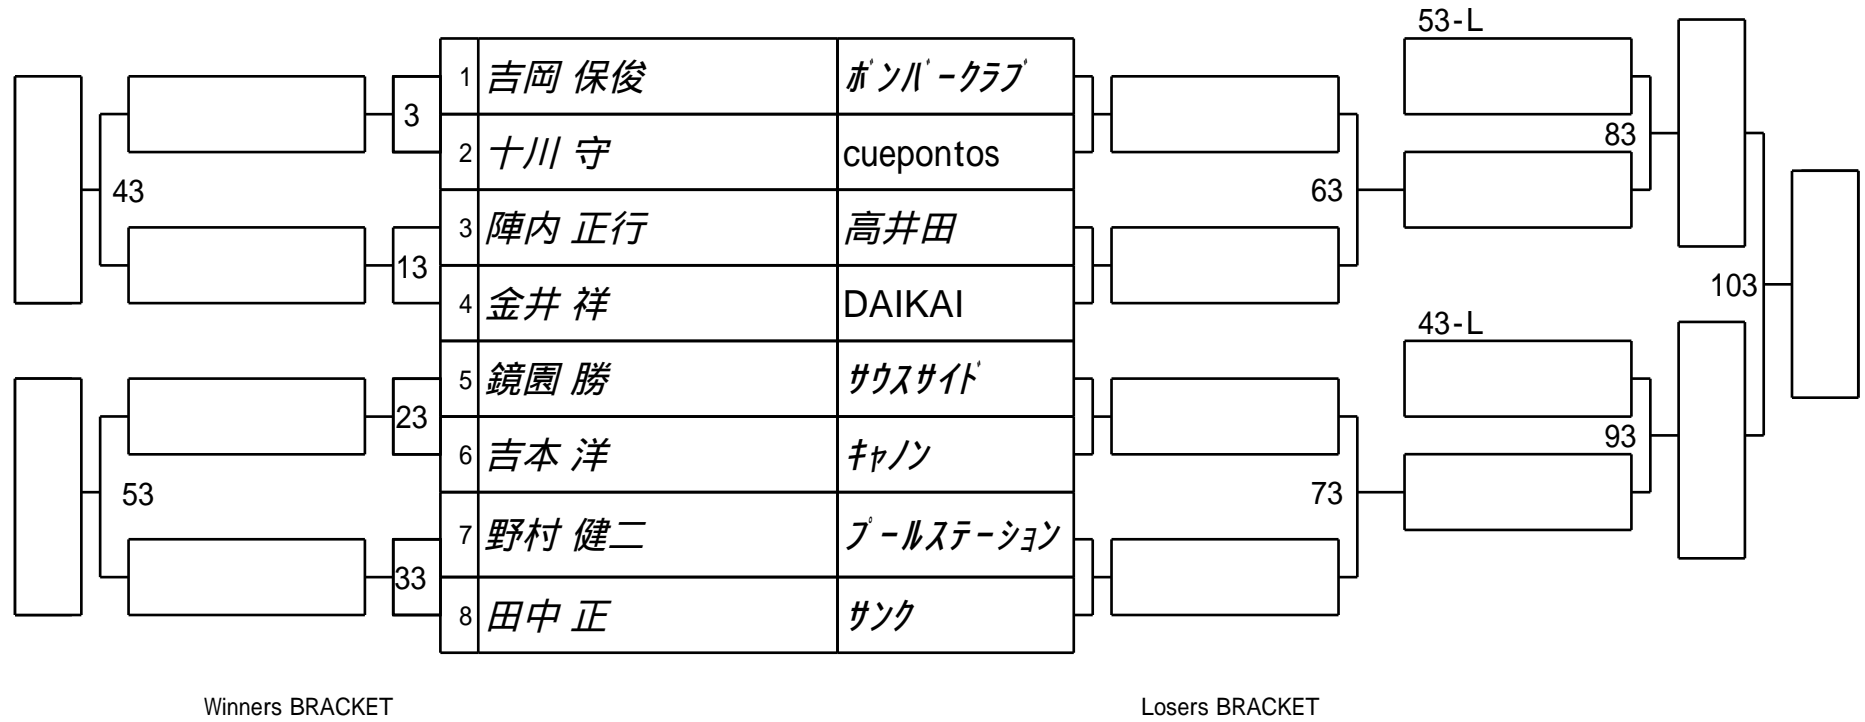 53-L
1 吉岡 保俊 ﾎﾞﾝﾊﾞｰｸﾗﾌﾞ
3
2 十川 守 cuepontos
83
43
63
3 陣内 正行 高井田
13
4 金井 祥 DAIKAI
103
43-L
5 鏡園 勝 ｻｳｽｻｲﾄﾞ
23
6 吉本 洋 ｷｬﾉﾝ
93
53
73
7 野村 健二 ﾌﾟｰﾙｽﾃｰｼｮﾝ
33
8 田中 正 ｻﾝｸ
Winners BRACKET
Losers BRACKET